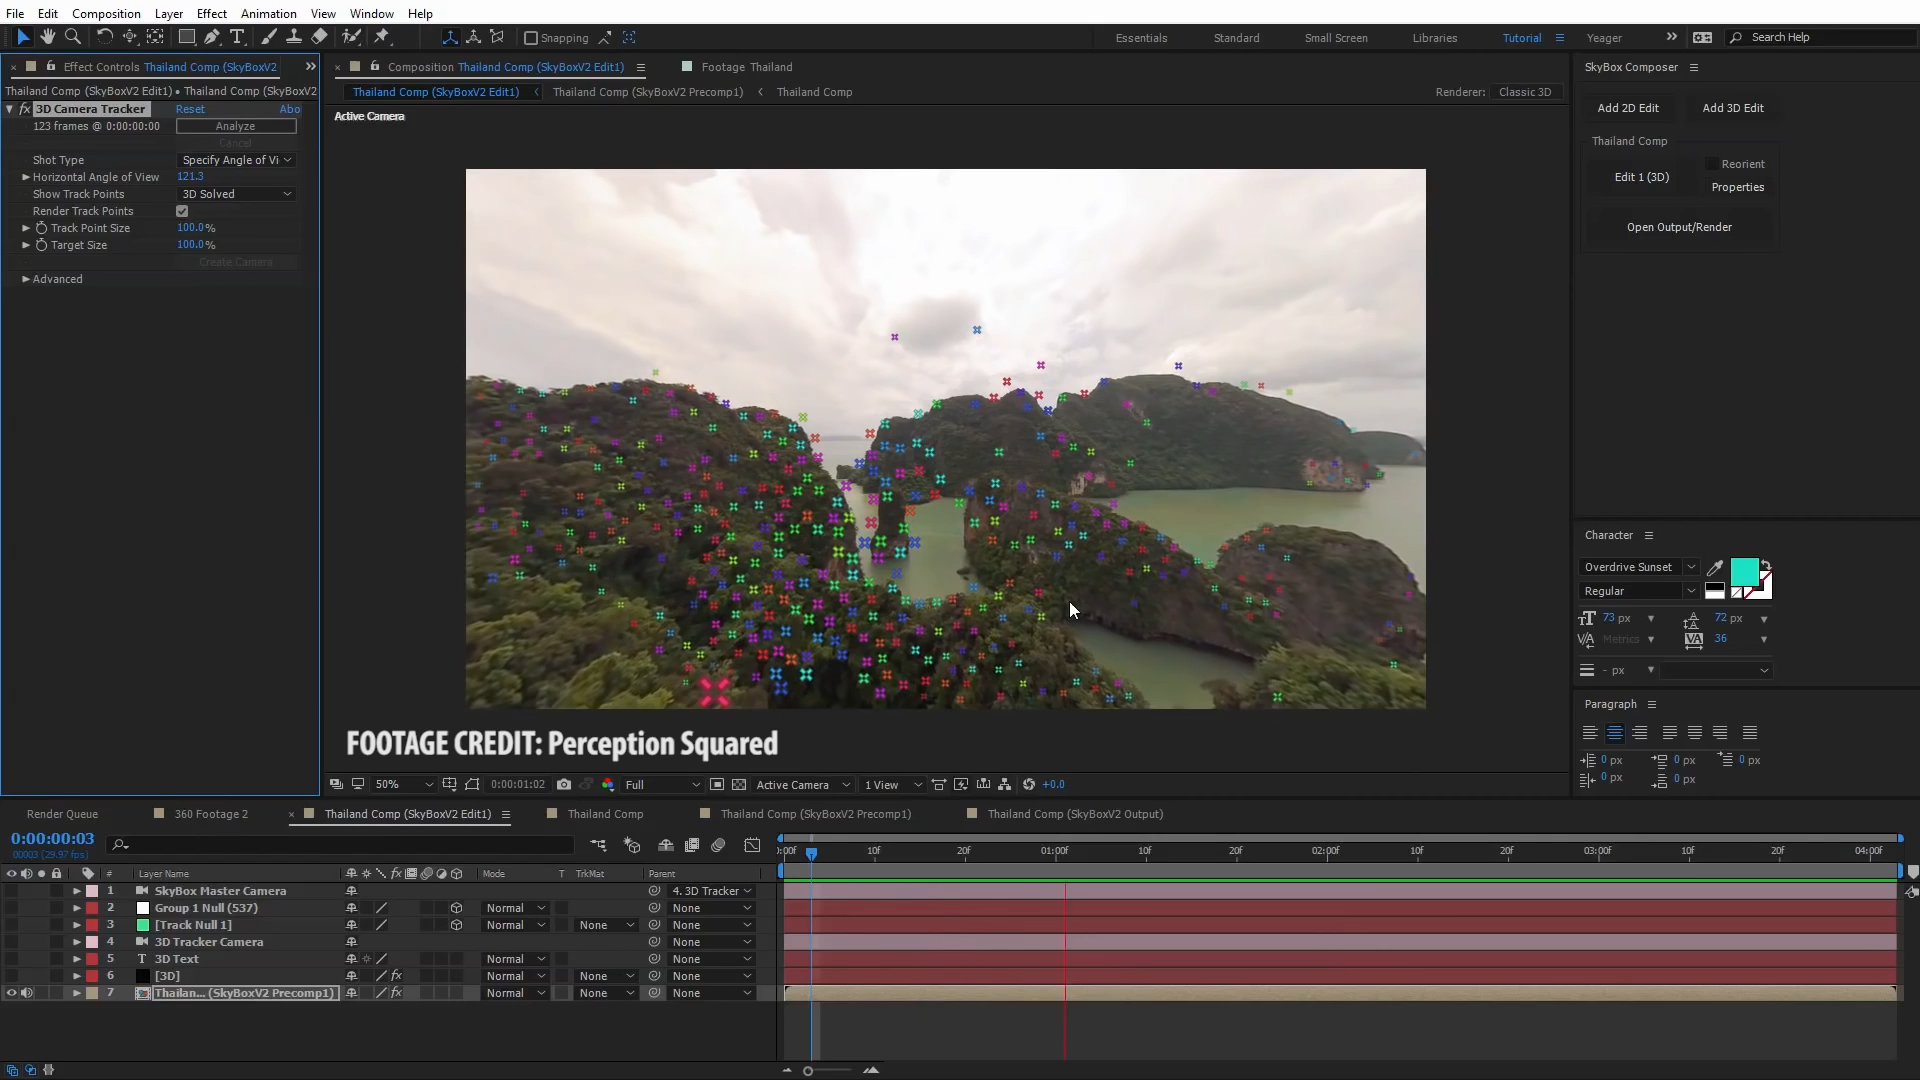 File Edit Composition Layer Effect Animation View Window Help
Snapping
Essentials Standard Small Screen Libraries Tutorial Yeager Search Help
Effect Controls Thailand Comp (SkyBoxV2
Composition Thailand Comp (SkyBoxV2 Edit1) Footage Thailand
SkyBox Composer
Thailand Comp (SkyBoxV2 Edit1) • Thailand Comp (SkyBoxV2
Thailand Comp (SkyBoxV2 Edit1) Thailand Comp (SkyBoxV2 Precomp1) Thailand Comp
Renderer: Classic 3D
3D Camera Tracker Reset Abo
123 frames @ 0:00:00:00 Analyze
Cancel
Shot Type Specify Angle of Vi
Horizontal Angle of View 121.3
Show Track Points 3D Solved
Render Track Points
Track Point Size 100.0%
Target Size 100.0%
Create Camera
Advanced
Active Camera
Add 2D Edit Add 3D Edit
Thailand Comp
Reorient
Edit 1 (3D)
Properties
Open Output/Render
Character
Overdrive Sunset
Regular
73 px 72 px
Metrics 36
- px
Paragraph
0 px 0 px 0 px
0 px 0 px
FOOTAGE CREDIT: Perception Squared
50% 0:00:01:02 Full Active Camera 1 View +0.0
Render Queue 360 Footage 2 Thailand Comp (SkyBoxV2 Edit1) Thailand Comp Thailand Comp (SkyBoxV2 Precomp1) Thailand Comp (SkyBoxV2 Output)
0:00:00:03
00003 (29.97 fps)
:00f 10f 20f 01:00f 10f 20f 02:00f 10f 20f 03:00f 10f 20f 04:00f
# Layer Name Mode T TrkMat Parent
1 SkyBox Master Camera 4. 3D Tracker
2 Group 1 Null (537) Normal None
3 [Track Null 1] Normal None None
4 3D Tracker Camera None
5 3D Text Normal None
6 [3D] Normal None None
7 Thailan... (SkyBoxV2 Precomp1) Normal None None